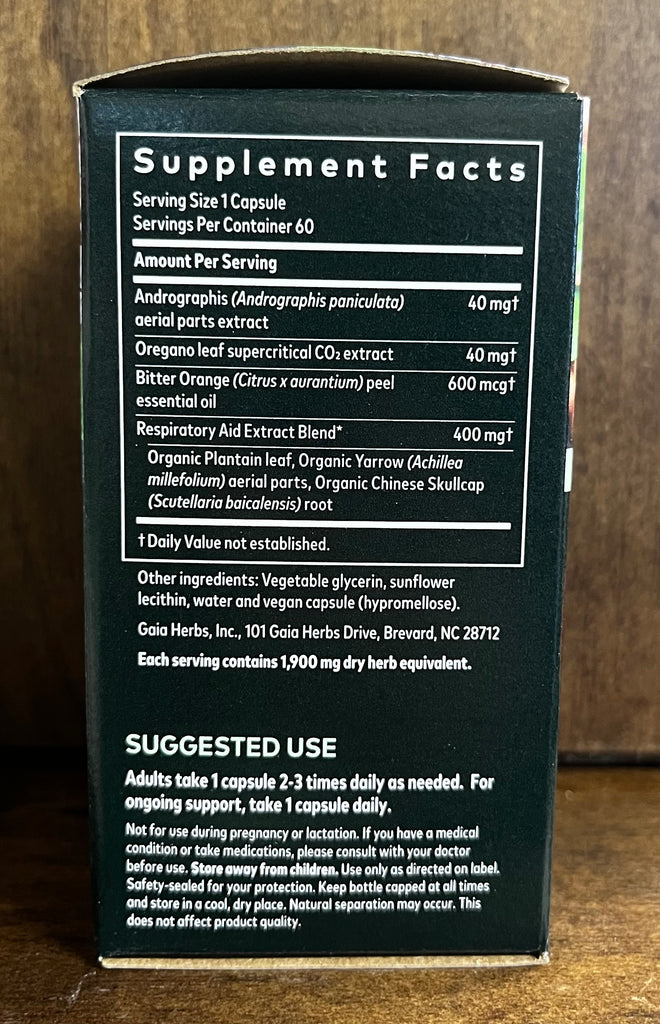 Supplement Facts
Serving Size 1 Capsule
Servings Per Container 60
Amount Per Serving
Andrographis (Andrographis paniculata) 40 mg†
aerial parts extract
Oregano leaf supercritical CO₂ extract 40 mg†
Bitter Orange (Citrus x aurantium) peel 600 mcg†
essential oil
Respiratory Aid Extract Blend* 400 mg†
Organic Plantain leaf, Organic Yarrow (Achillea
millefolium) aerial parts, Organic Chinese Skullcap
(Scutellaria baicalensis) root
†Daily Value not established.
Other ingredients: Vegetable glycerin, sunflower
lecithin, water and vegan capsule (hypromellose).
Gaia Herbs, Inc., 101 Gaia Herbs Drive, Brevard, NC 28712
Each serving contains 1,900 mg dry herb equivalent.
SUGGESTED USE
Adults take 1 capsule 2-3 times daily as needed. For
ongoing support, take 1 capsule daily.
Not for use during pregnancy or lactation. If you have a medical
condition or take medications, please consult with your doctor
before use. Store away from children. Use only as directed on label.
Safety-sealed for your protection. Keep bottle capped at all times
and store in a cool, dry place. Natural separation may occur. This
does not affect product quality.